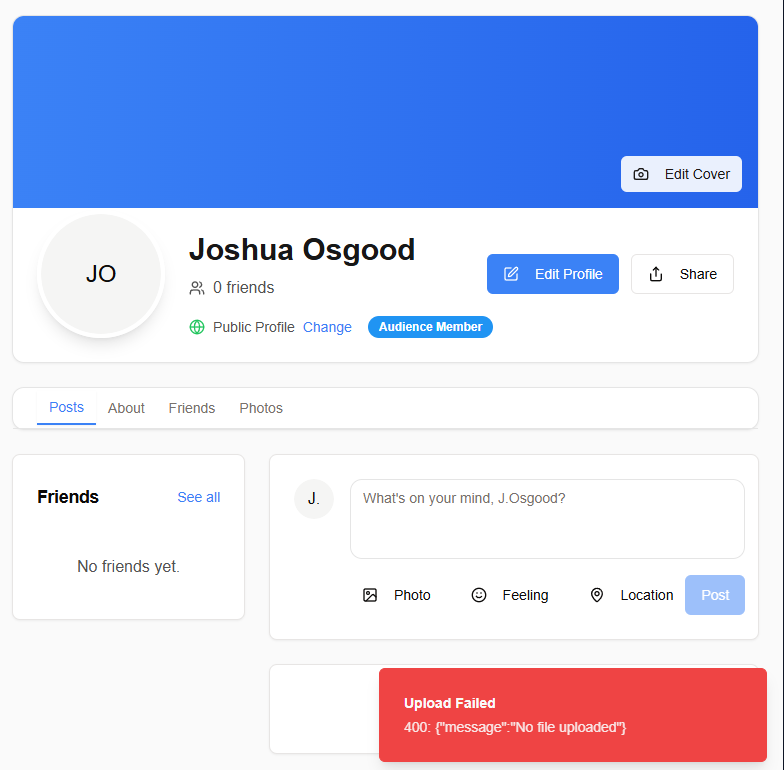 Edit Cover
JO
Joshua Osgood
0 friends
Edit Profile
Share
Public Profile Change
Audience Member
Posts About Friends Photos
Friends See all
No friends yet.
J.
What's on your mind, J.Osgood?
Photo Feeling Location Post
Upload Failed
400: {"message":"No file uploaded"}